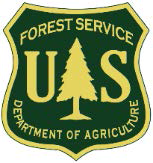 FOREST SERVICE
U S
DEPARTMENT OF AGRICULTURE